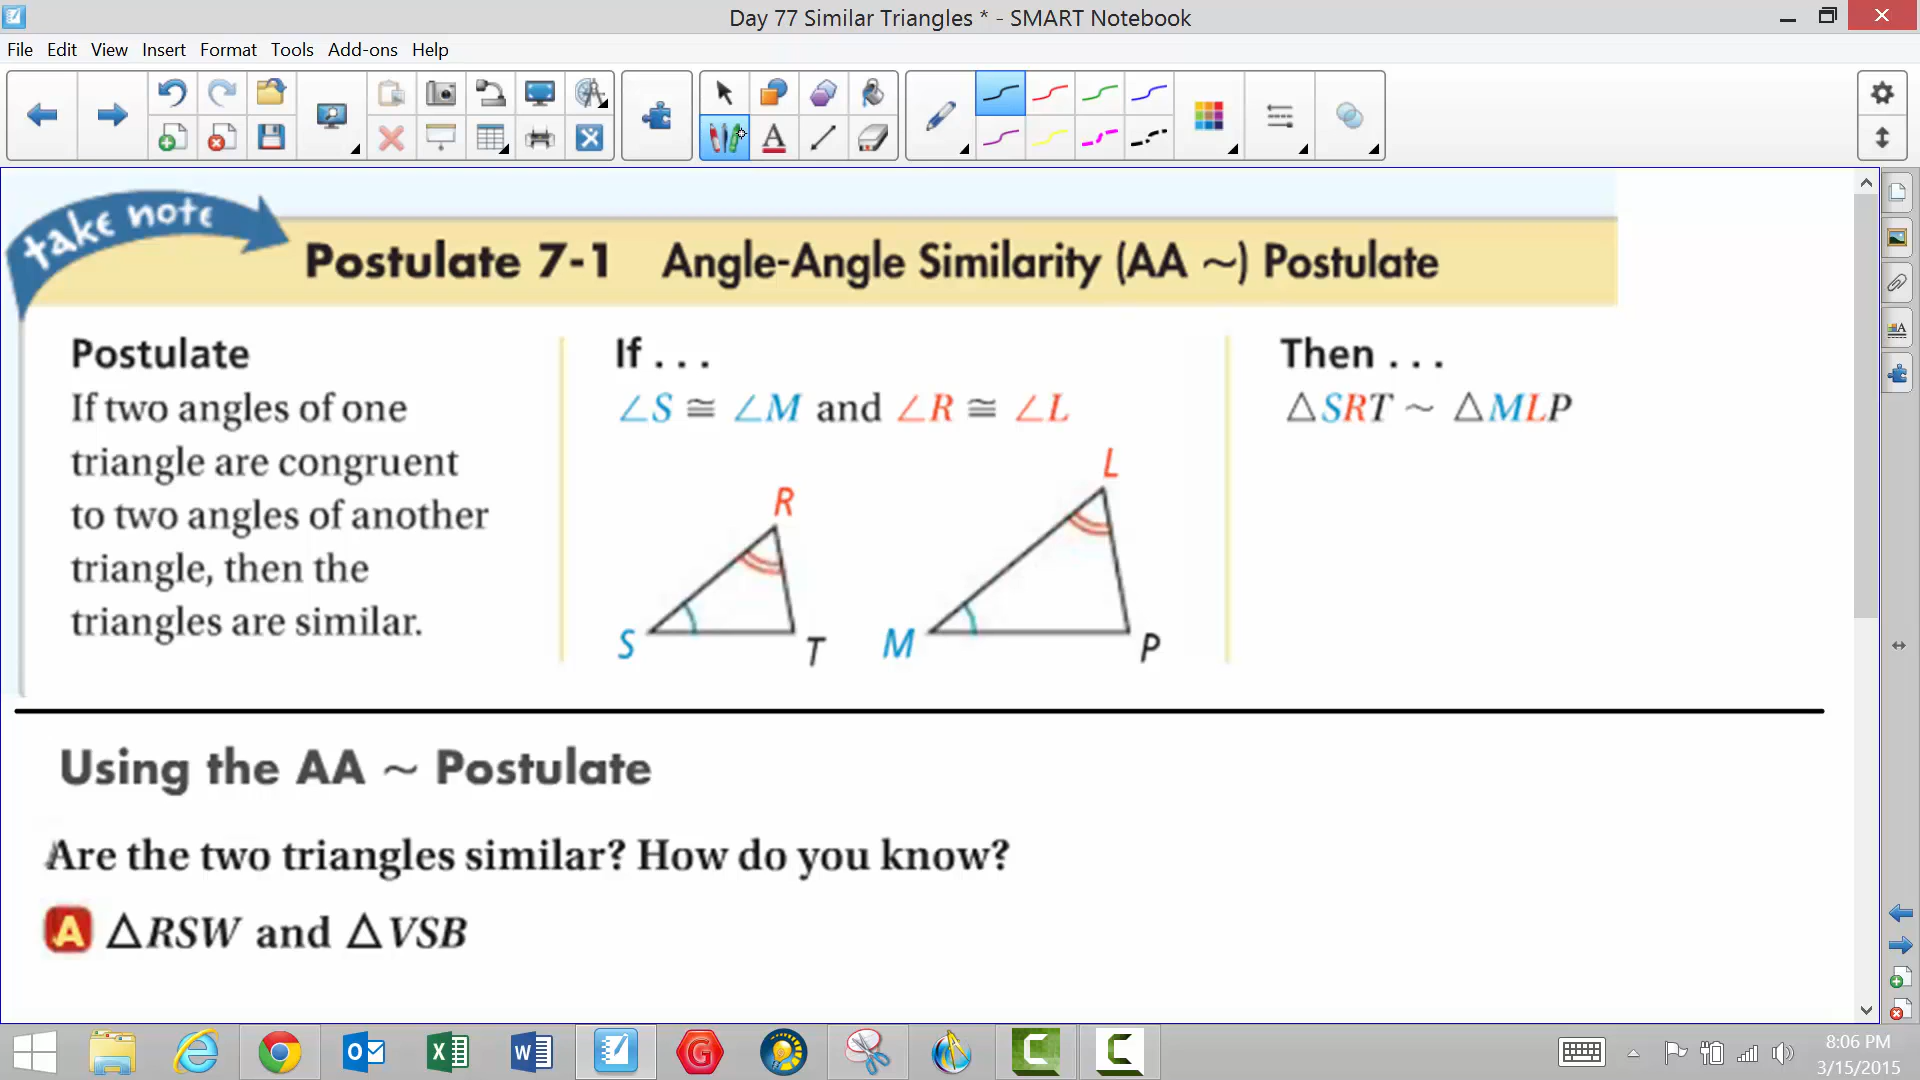 Day 77 Similar Triangles * - SMART Notebook
File Edit View Insert Format Tools Add-ons Help
take note
Postulate 7-1 Angle-Angle Similarity (AA ~) Postulate
Postulate
If two angles of one
triangle are congruent
to two angles of another
triangle, then the
triangles are similar.
If . . .
∠S ≅ ∠M and ∠R ≅ ∠L
R
S
T
L
M
P
Then . . .
△SRT ~ △MLP
Using the AA ~ Postulate
Are the two triangles similar? How do you know?
A △RSW and △VSB
8:06 PM
3/15/2015